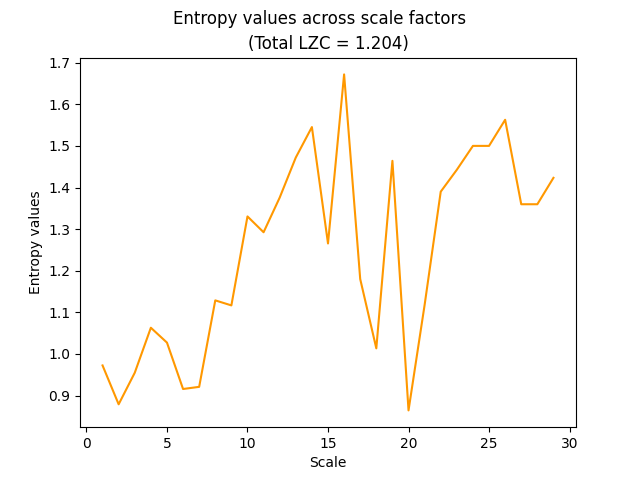 Entropy values across scale factors
(Total LZC = 1.204)
1.7
1.6
1.5
1.4
1.3
1.2
1.1
1.0
0.9
Entropy values
0 5 10 15 20 25 30
Scale